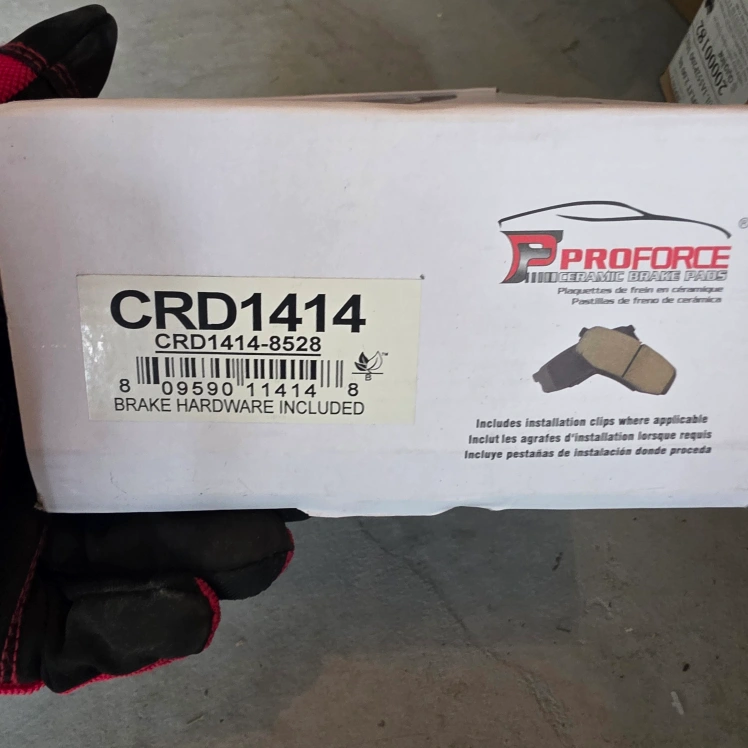 20060182
CRD1414
CRD1414-8528
8 09590 11414 8
BRAKE HARDWARE INCLUDED
B
PROFORCE
CERAMIC BRAKE PADS
Plaquettes de frein en céramique
Pastillas de freno de cerámica
Includes installation clips where applicable
Inclut les agrafes d'installation lorsque requis
Incluye pestañas de instalación donde proceda